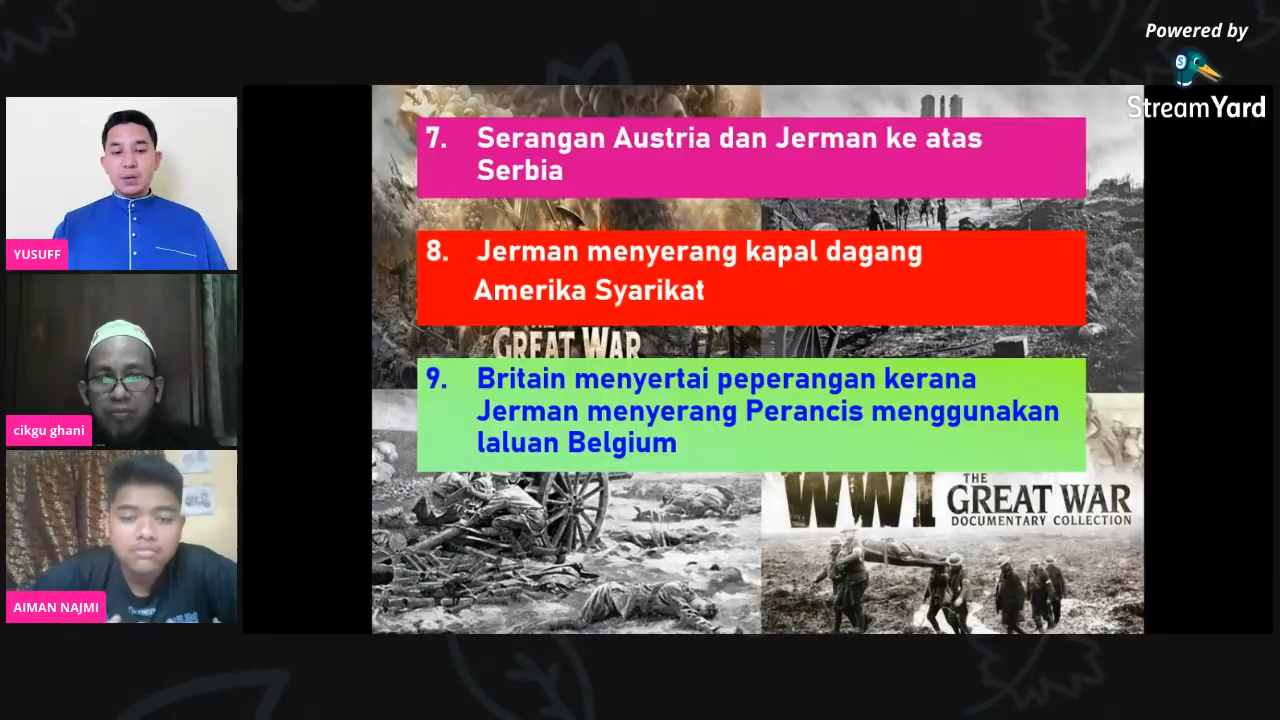 Powered by
StreamYard
YUSUFF
cikgu ghani
AIMAN NAJMI
7. Serangan Austria dan Jerman ke atas
Serbia
8. Jerman menyerang kapal dagang
Amerika Syarikat
THE
GREAT WAR
9. Britain menyertai peperangan kerana
Jerman menyerang Perancis menggunakan
laluan Belgium
WWI THE
GREAT WAR
DOCUMENTARY COLLECTION